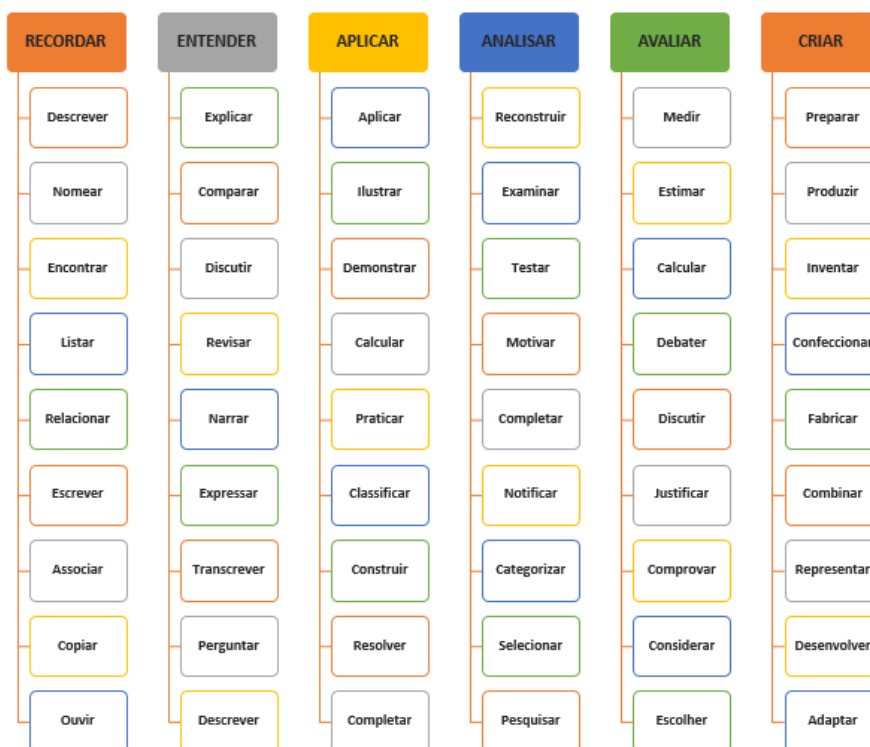 RECORDAR
Descrever
Nomear
Encontrar
Listar
Relacionar
Escrever
Associar
Copiar
Ouvir
ENTENDER
Explicar
Comparar
Discutir
Revisar
Narrar
Expressar
Transcrever
Perguntar
Descrever
APLICAR
Aplicar
Ilustrar
Demonstrar
Calcular
Praticar
Classificar
Construir
Resolver
Completar
ANALISAR
Reconstruir
Examinar
Testar
Motivar
Completar
Notificar
Categorizar
Selecionar
Pesquisar
AVALIAR
Medir
Estimar
Calcular
Debater
Discutir
Justificar
Comprovar
Considerar
Escolher
CRIAR
Preparar
Produzir
Inventar
Confeccionar
Fabricar
Combinar
Representar
Desenvolver
Adaptar